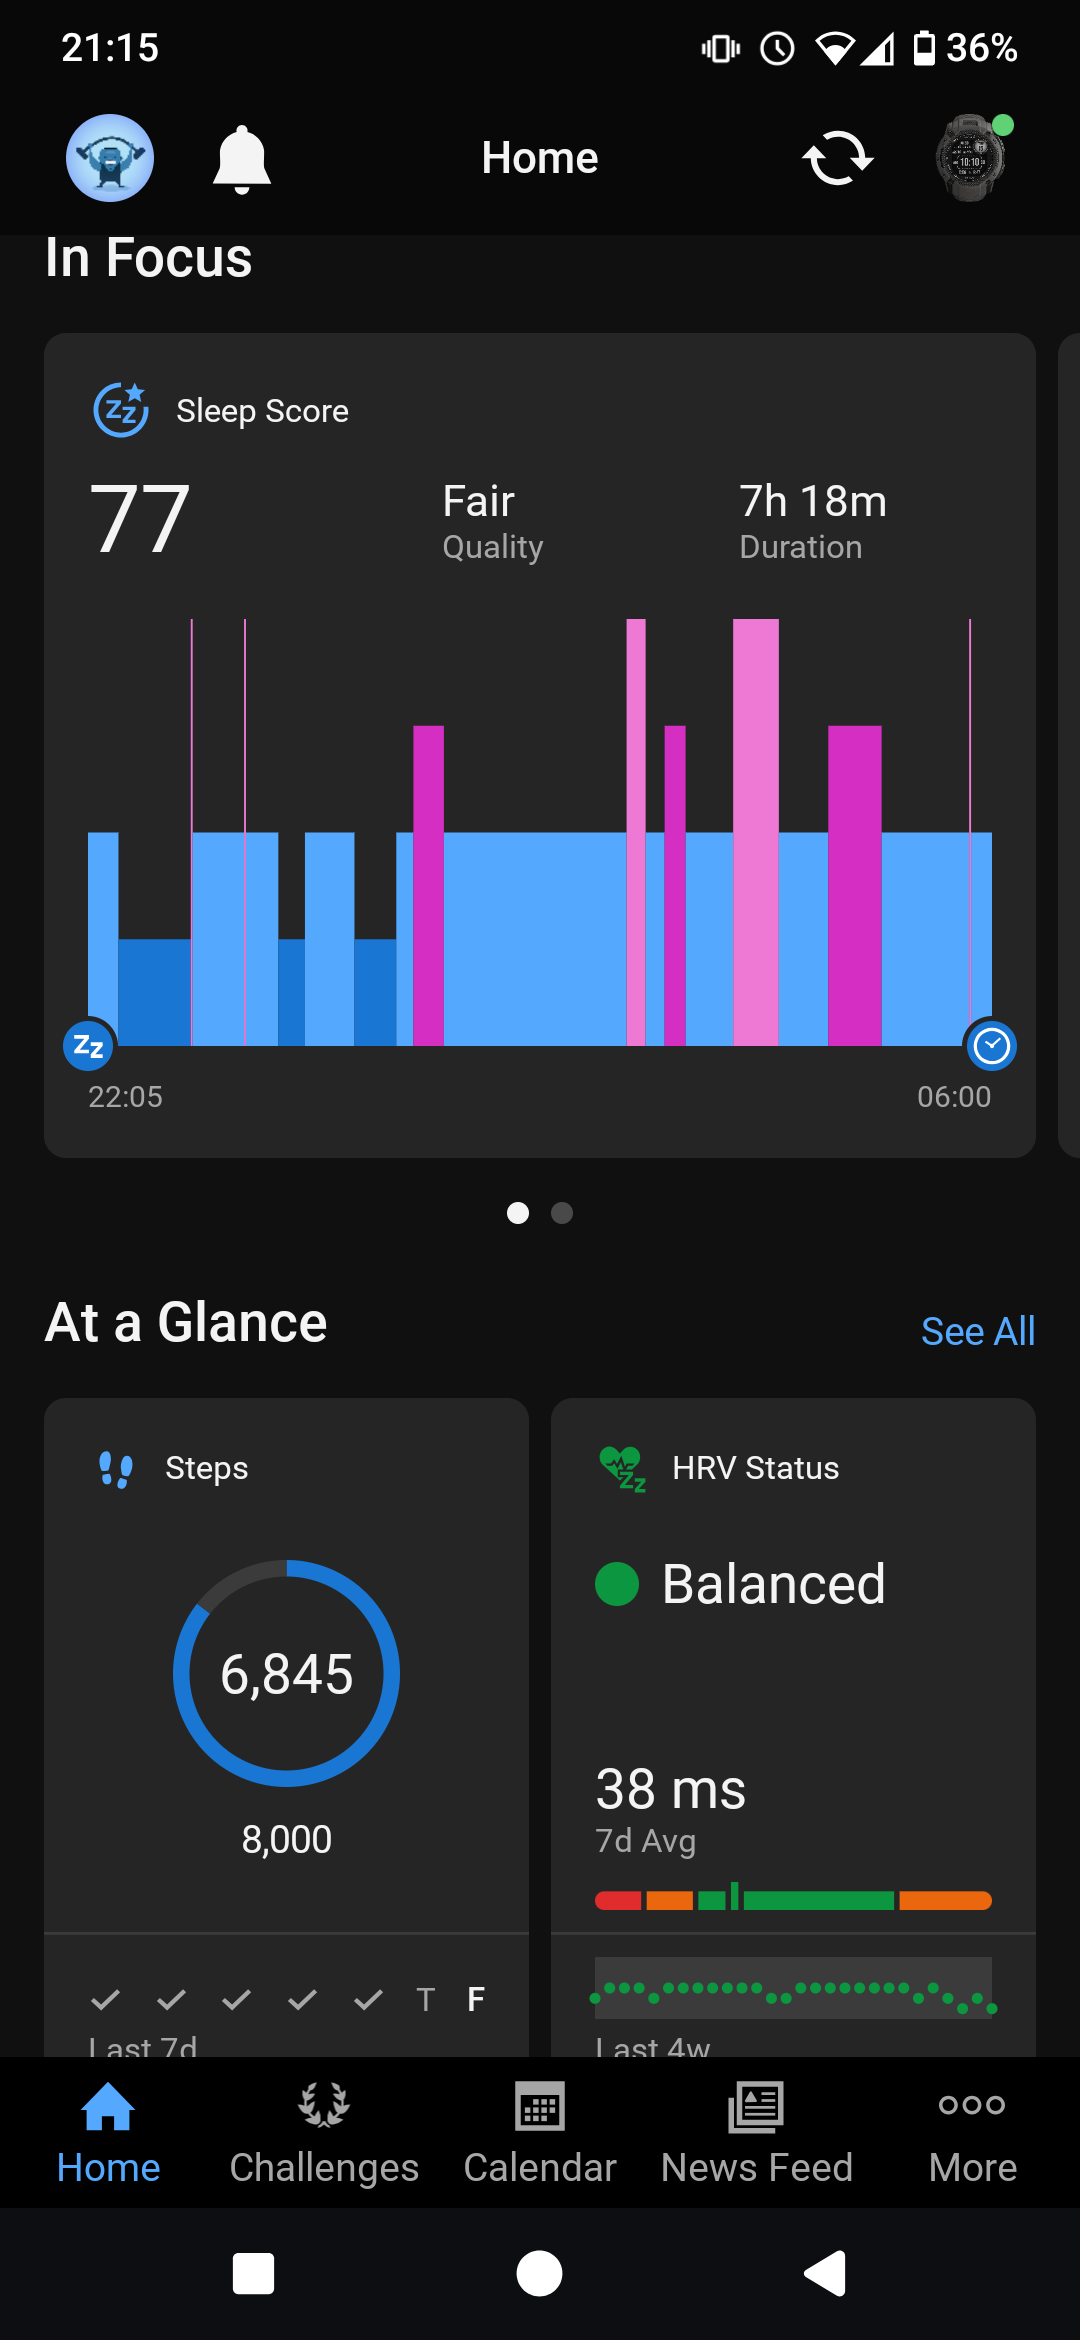 21:15
36%
Home
In Focus
Sleep Score
77
Fair
7h 18m
Quality
Duration
22:05
06:00
At a Glance
See All
Steps
HRV Status
Balanced
6,845
38 ms
8,000
7d Avg
T F
Last 7d
Last 4w
Home
Challenges
Calendar
News Feed
More